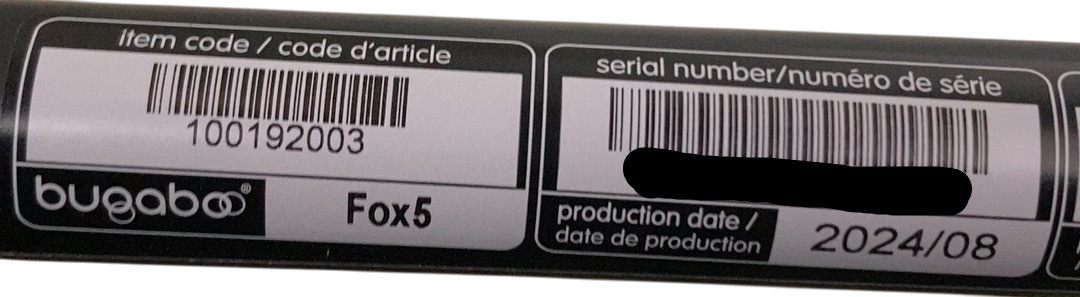 item code / code d'article
100192003
bugaboo®
Fox5
serial number/numéro de série
production date /
date de production
2024/08